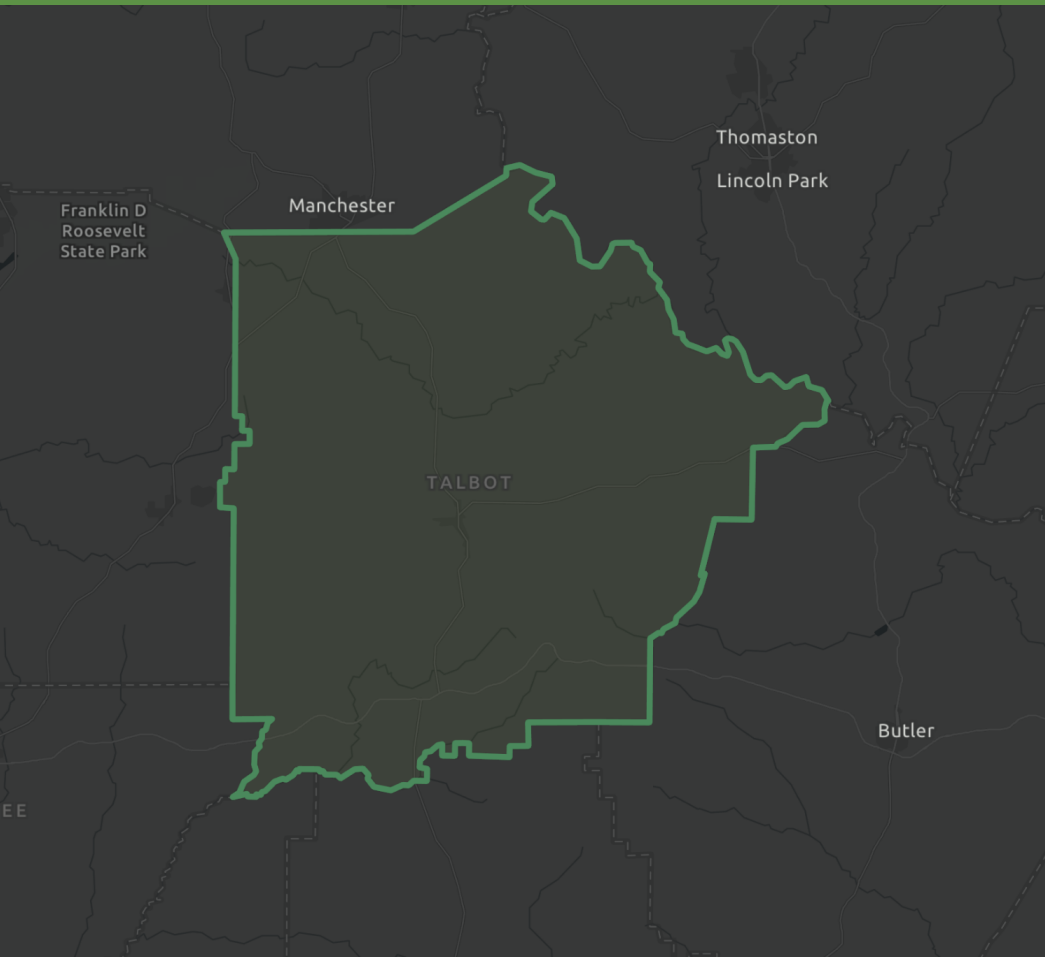 Thomaston
Lincoln Park
Manchester
Franklin D
Roosevelt
State Park
TALBOT
Butler
EE